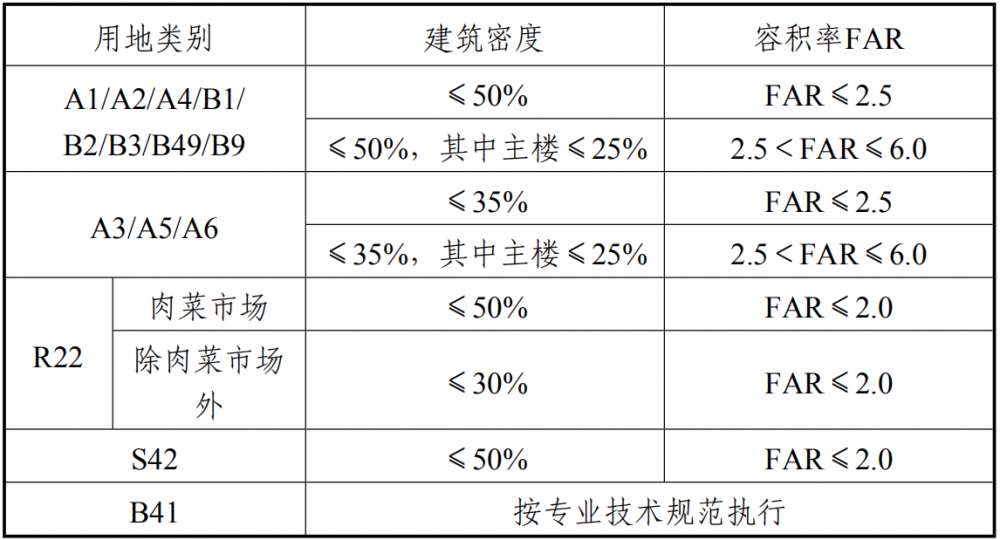 用地类别 建筑密度 容积率FAR
A1/A2/A4/B1/
B2/B3/B49/B9
≤50% FAR≤2.5
≤50%，其中主楼≤25% 2.5＜FAR≤6.0
A3/A5/A6
≤35% FAR≤2.5
≤35%，其中主楼≤25% 2.5＜FAR≤6.0
R22
肉菜市场 ≤50% FAR≤2.0
除肉菜市场
外
≤30% FAR≤2.0
S42 ≤50% FAR≤2.0
B41 按专业技术规范执行